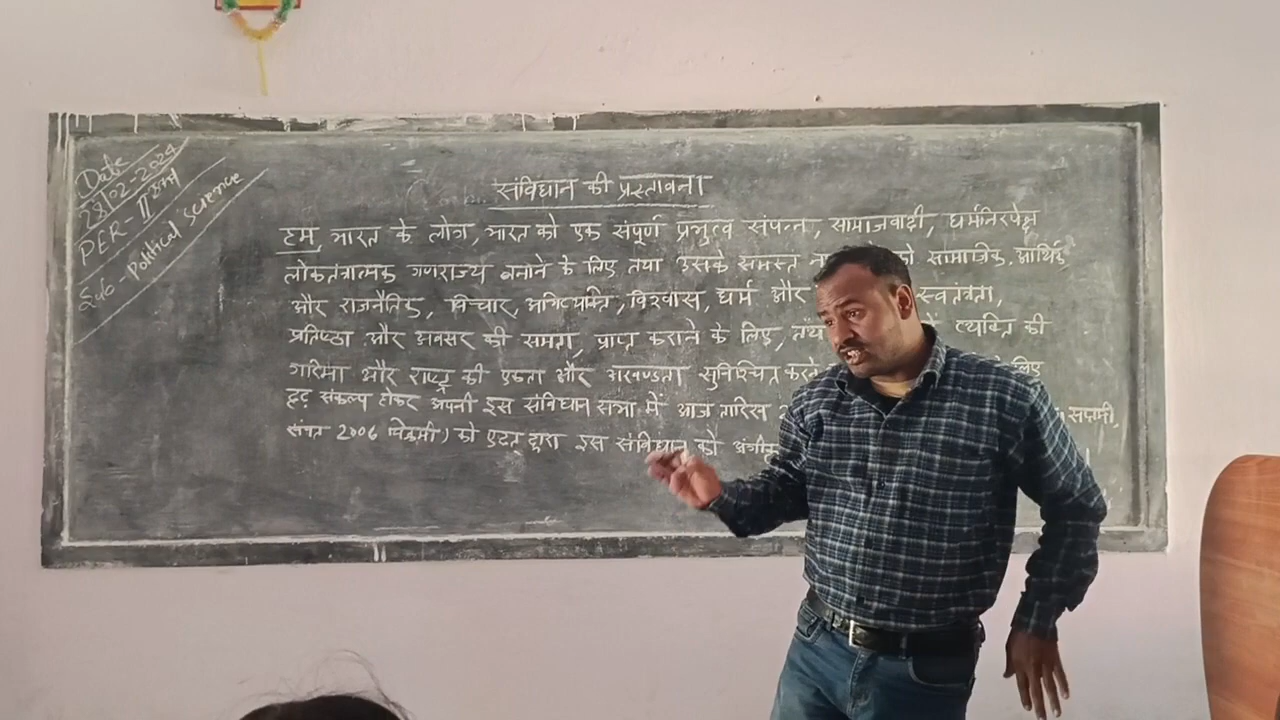 Date
28/02-2024
PER - II
Sub - Political Science
संविधान की प्रस्तावना
हम, भारत के लोग, भारत को एक संपूर्ण प्रभुत्व संपन्न, सामाजवादी, धर्मनिरपेक्ष
लोकतंत्रात्मक गणराज्य बनाने के लिए तथा उसके समस्त को सामाजिक, आर्थिक
और राजनैतिक, विचार, अभिव्यक्ति, विश्वास, धर्म और स्वतंत्रता,
प्रतिष्ठा और अवसर की समता, प्राप्त कराने के लिए, व्यक्ति की
गरिमा और राष्ट्र की एकता और अखण्डता सुनिश्चित करने लिए
दृढ़ संकल्प होकर अपनी इस संविधान सभा में आज तारिख सप्तमी,
संवत 2006 विक्रमी) को एतद् द्वारा इस संविधान को